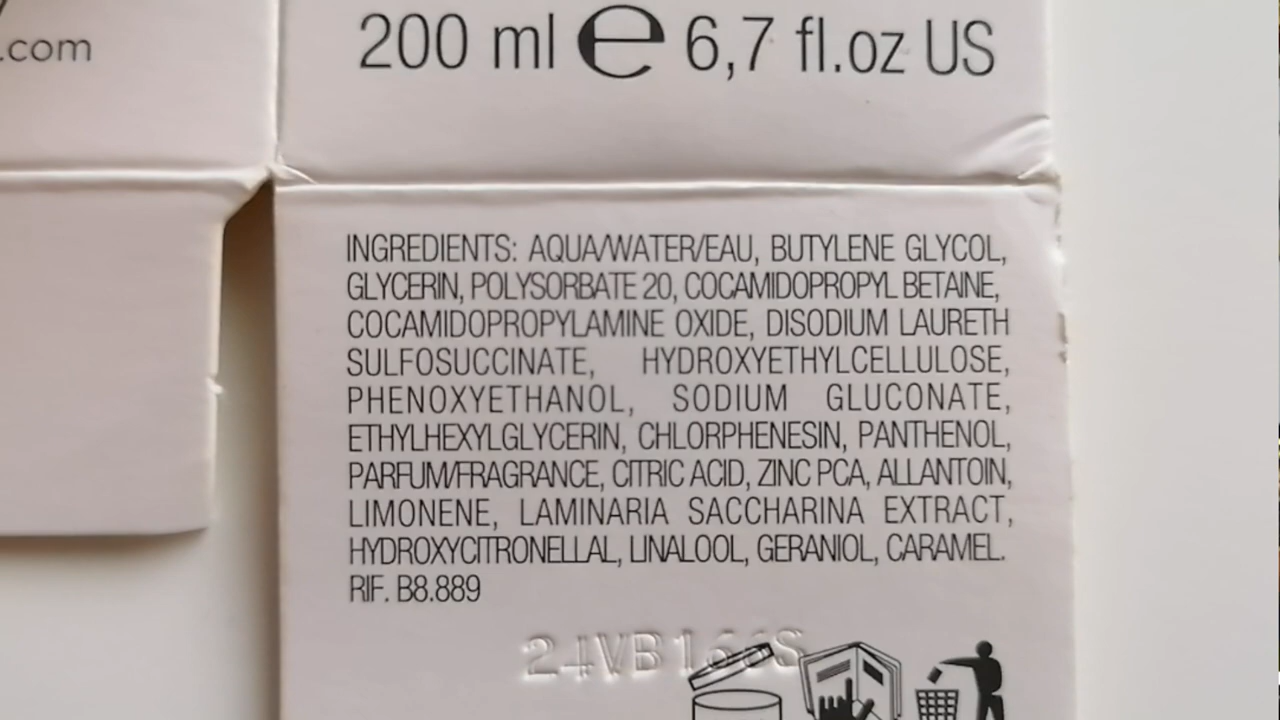 .com
200 ml e 6,7 fl.oz US
INGREDIENTS: AQUA/WATER/EAU, BUTYLENE GLYCOL,
GLYCERIN, POLYSORBATE 20, COCAMIDOPROPYL BETAINE,
COCAMIDOPROPYLAMINE OXIDE, DISODIUM LAURETH
SULFOSUCCINATE, HYDROXYETHYLCELLULOSE,
PHENOXYETHANOL, SODIUM GLUCONATE,
ETHYLHEXYLGLYCERIN, CHLORPHENESIN, PANTHENOL,
PARFUM/FRAGRANCE, CITRIC ACID, ZINC PCA, ALLANTOIN,
LIMONENE, LAMINARIA SACCHARINA EXTRACT,
HYDROXYCITRONELLAL, LINALOOL, GERANIOL, CARAMEL.
RIF. B8.889